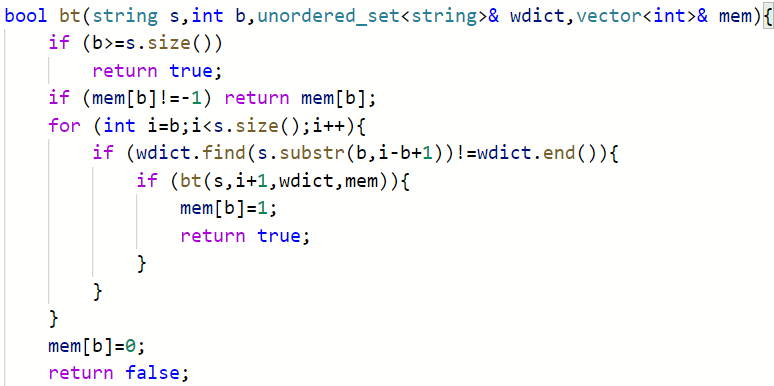 bool bt(string s,int b,unordered_set<string>& wdict,vector<int>& mem){
    if (b>=s.size())
        return true;
    if (mem[b]!=-1) return mem[b];
    for (int i=b;i<s.size();i++){
        if (wdict.find(s.substr(b,i-b+1))!=wdict.end()){
            if (bt(s,i+1,wdict,mem)){
                mem[b]=1;
                return true;
            }
        }
    }
    mem[b]=0;
    return false;